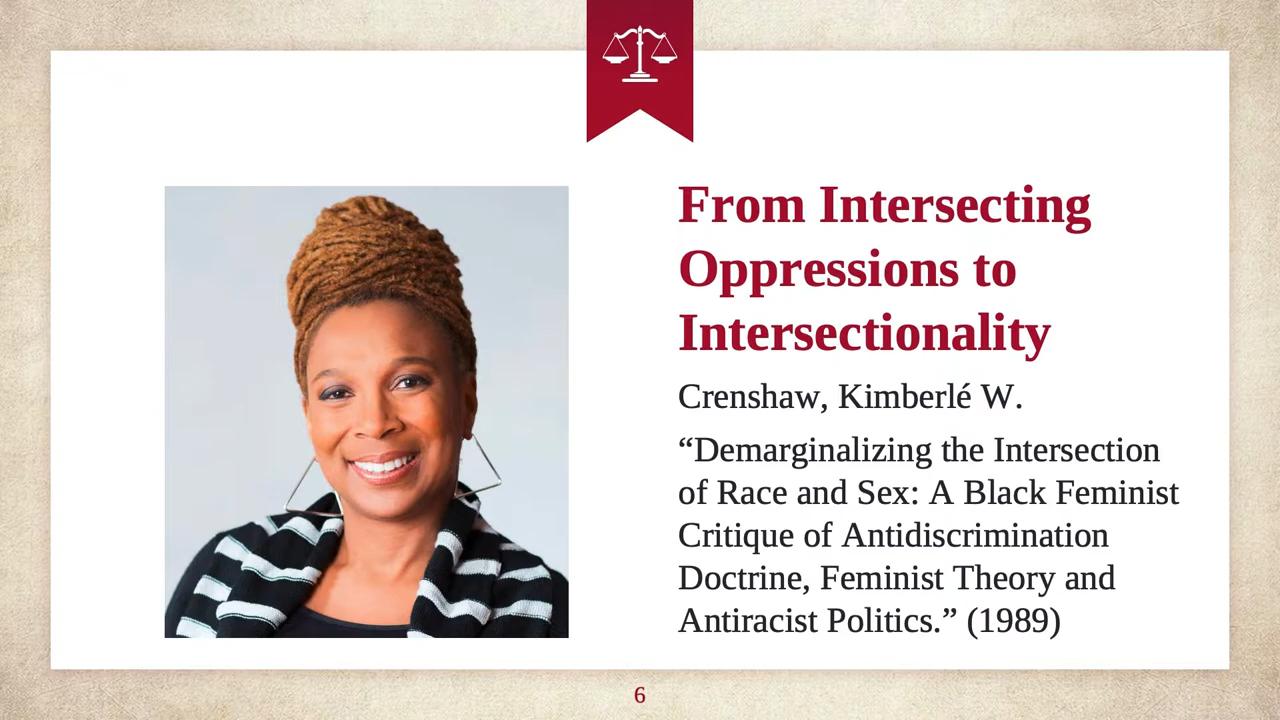 From Intersecting
Oppressions to
Intersectionality
Crenshaw, Kimberlé W.
“Demarginalizing the Intersection
of Race and Sex: A Black Feminist
Critique of Antidiscrimination
Doctrine, Feminist Theory and
Antiracist Politics.” (1989)
6